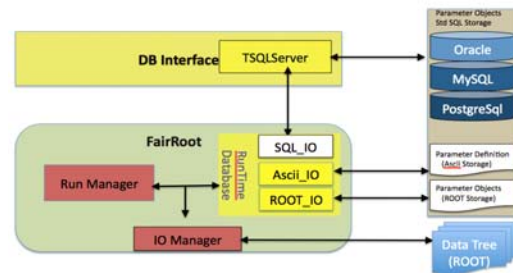 Parameter Objects
Std SQL Storage
Oracle
MySQL
PostgreSql
DB Interface
TSQLServer
FairRoot
RunTime
Database
SQL_IO
Ascii_IO
ROOT_IO
Run Manager
IO Manager
Parameter Definition
(Ascii Storage)
Parameter Objects
(ROOT Storage)
Data Tree
(ROOT)